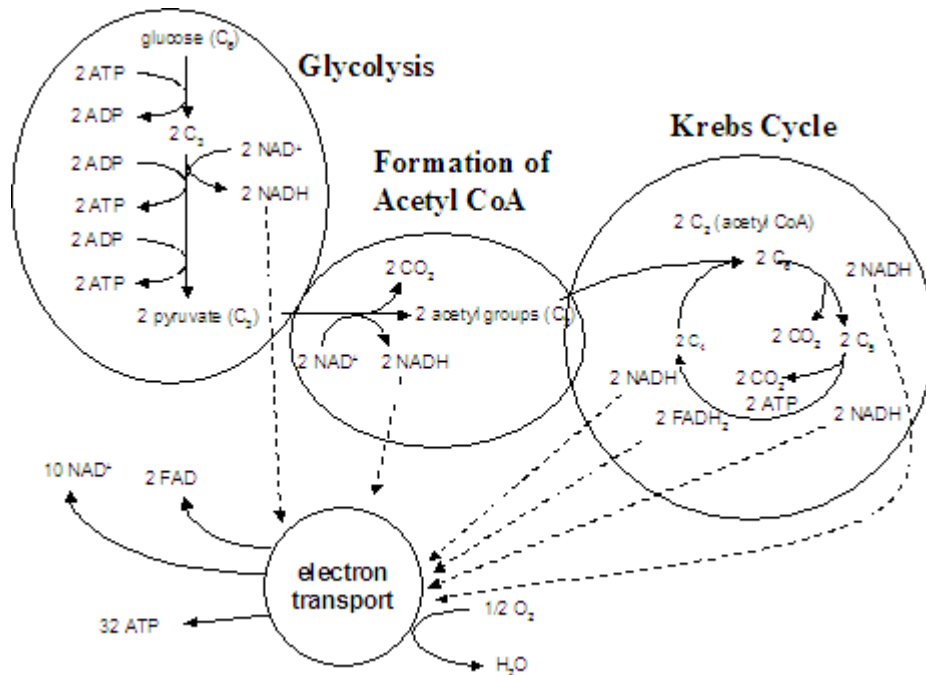 glucose (C₆)
Glycolysis
2 ATP
2 ADP
2 C₃
2 ADP
2 NAD⁺
2 ATP
2 NADH
2 ADP
2 ATP
2 pyruvate (C₃)
Formation of
Acetyl CoA
2 CO₂
2 acetyl groups (C
2 NAD⁺
2 NADH
Krebs Cycle
2 C₂ (acetyl CoA)
2 C₆
2 NADH
2 CO₂
2 C₅
2 C₄
2 CO₂
2 NADH
2 ATP
2 FADH₂
2 NADH
10 NAD⁺
2 FAD
electron
transport
32 ATP
1/2 O₂
H₂O